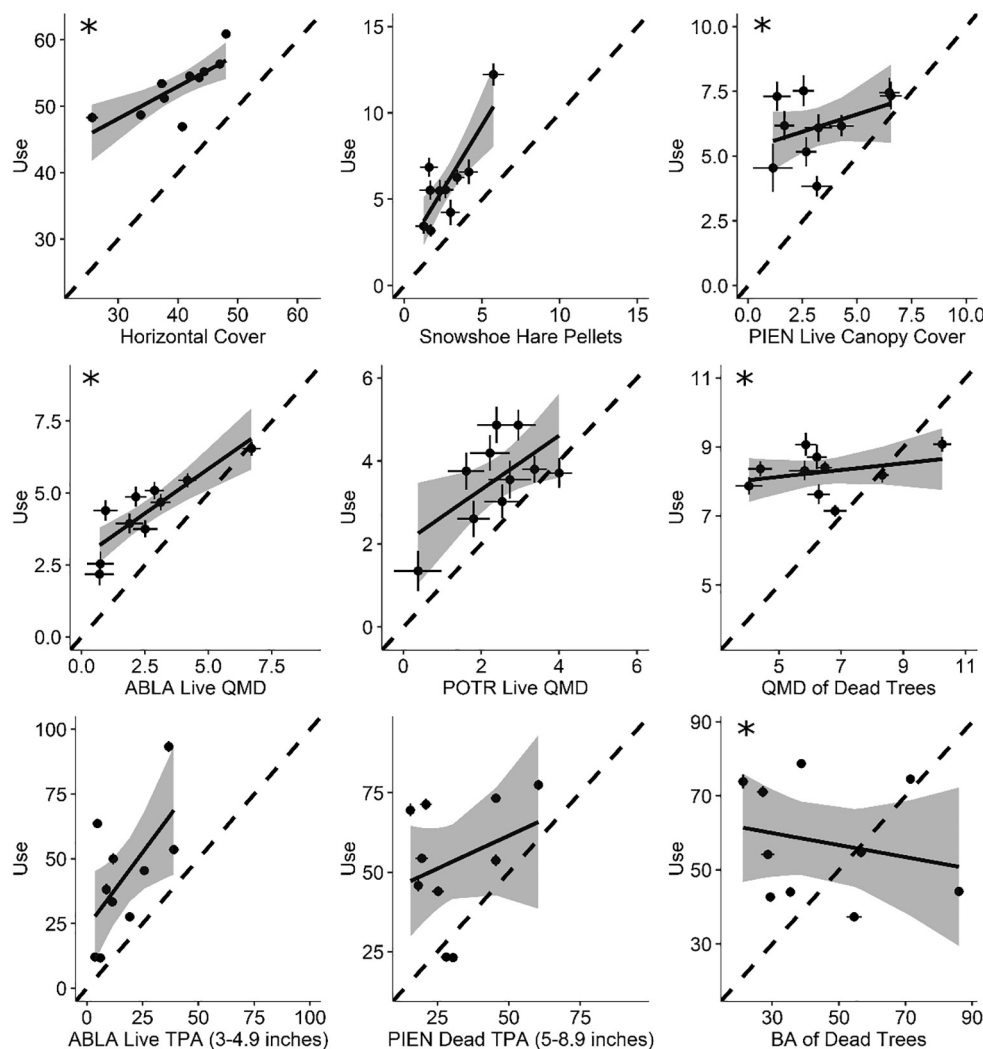 *
60
50
40
30
Use
30 40 50 60
Horizontal Cover
15
10
5
0
Use
0 5 10 15
Snowshoe Hare Pellets
*
10.0
7.5
5.0
2.5
0.0
Use
0.0 2.5 5.0 7.5 10.0
PIEN Live Canopy Cover
*
7.5
5.0
2.5
0.0
Use
0.0 2.5 5.0 7.5
ABLA Live QMD
6
4
2
0
Use
0 2 4 6
POTR Live QMD
*
11
9
7
5
Use
5 7 9 11
QMD of Dead Trees
100
75
50
25
0
Use
0 25 50 75 100
ABLA Live TPA (3-4.9 inches)
75
50
25
Use
25 50 75
PIEN Dead TPA (5-8.9 inches)
*
90
70
50
30
Use
30 50 70 90
BA of Dead Trees